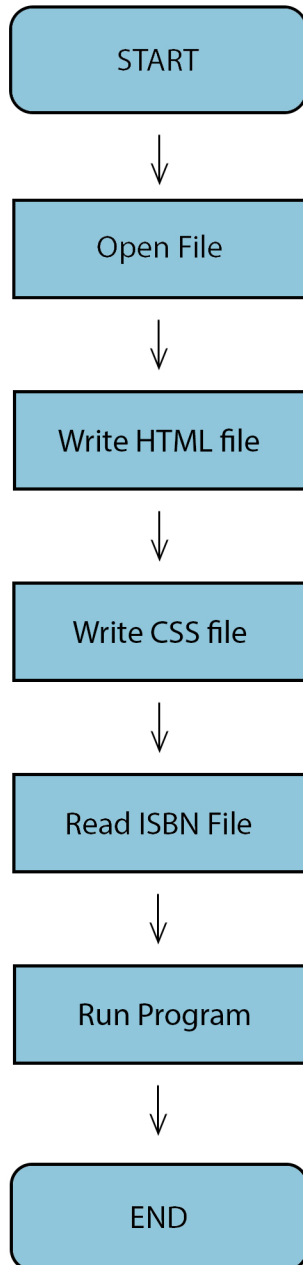 START
Open File
Write HTML file
Write CSS file
Read ISBN File
Run Program
END